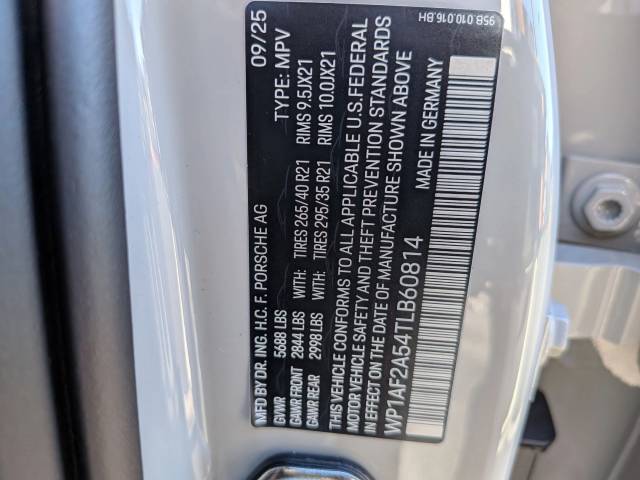 09/25
MFD BY DR. ING. H.C. F. PORSCHE AG TYPE: MPV
GVWR 5688 LBS
GAWR FRONT 2844 LBS WITH: TIRES 265/40 R21 RIMS 9.5JX21
GAWR REAR 2998 LBS WITH: TIRES 295/35 R21 RIMS 10.0JX21
THIS VEHICLE CONFORMS TO ALL APPLICABLE U.S. FEDERAL
MOTOR VEHICLE SAFETY AND THEFT PREVENTION STANDARDS
IN EFFECT ON THE DATE OF MANUFACTURE SHOWN ABOVE
WP1AF2A54TLB60814 MADE IN GERMANY
95B.010.016.BH